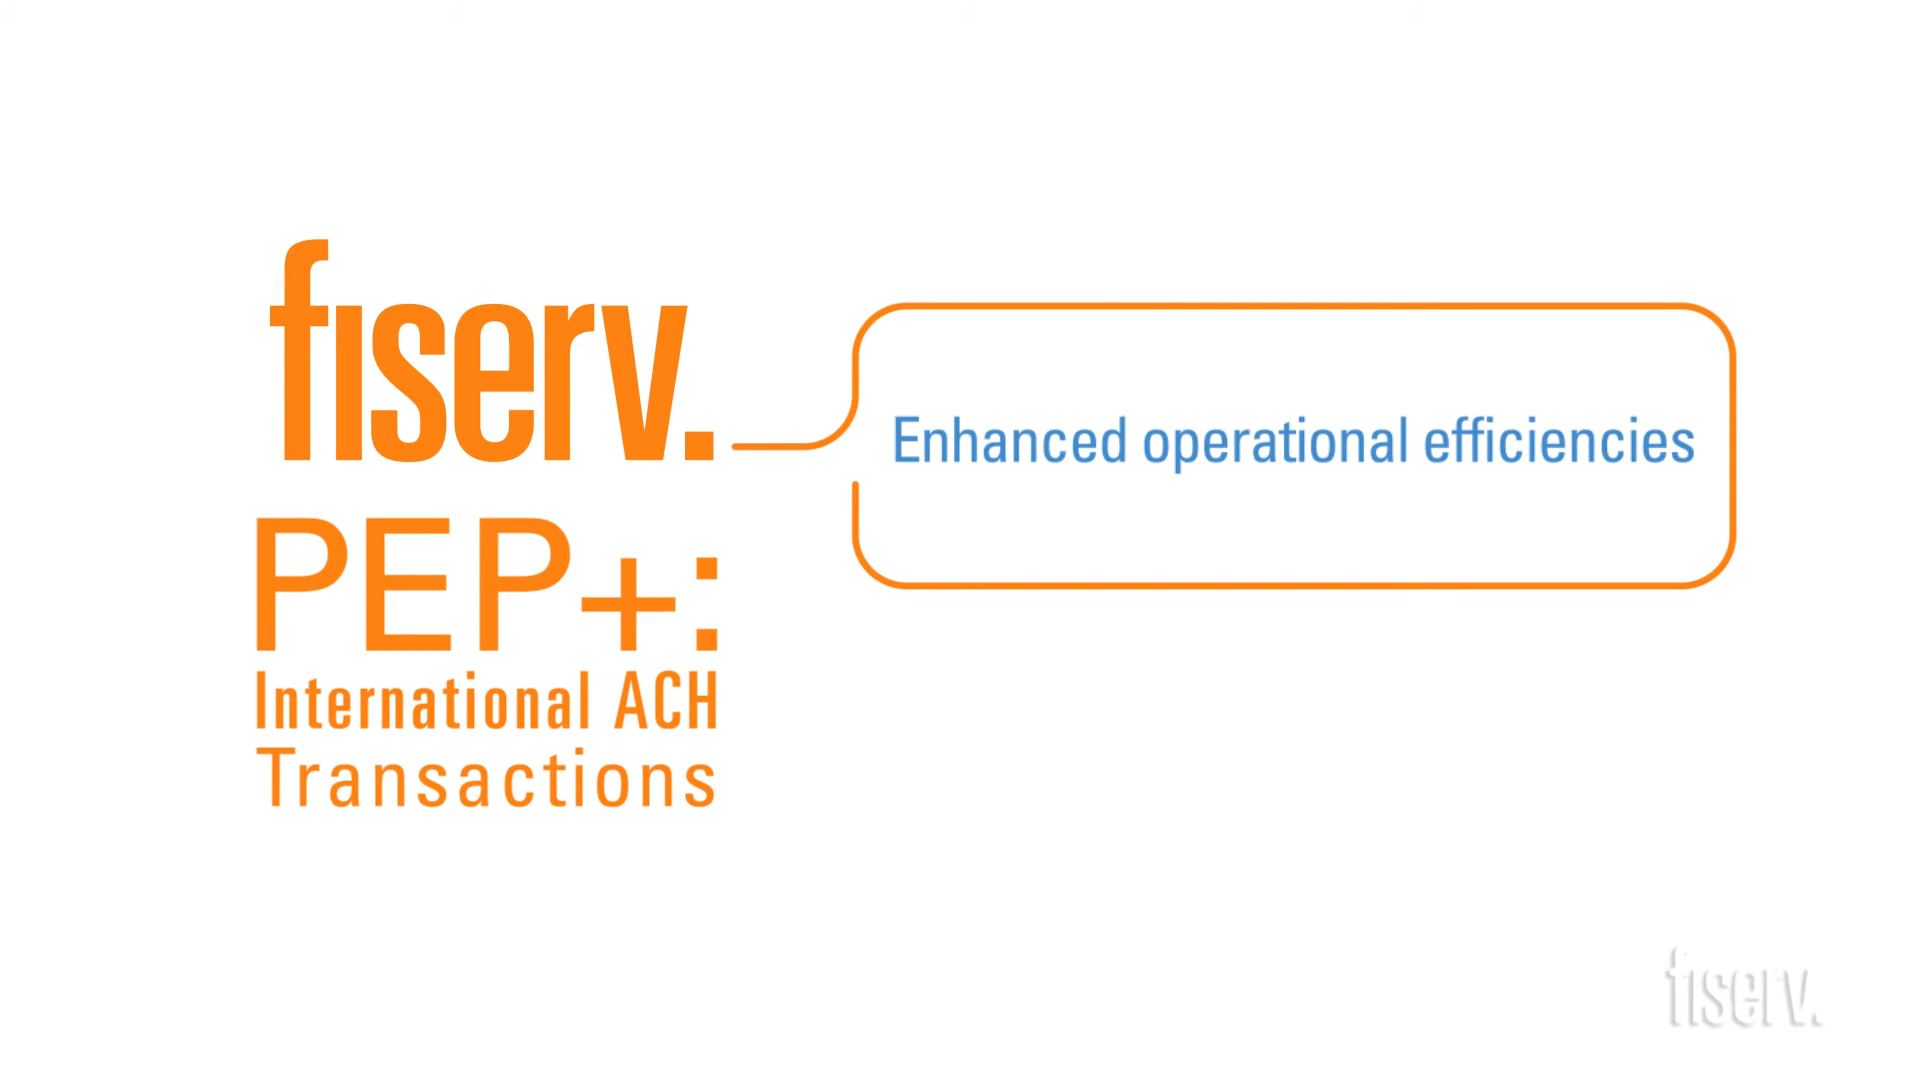 fiserv.
PEP+:
International ACH
Transactions
Enhanced operational efficiencies
fiserv.